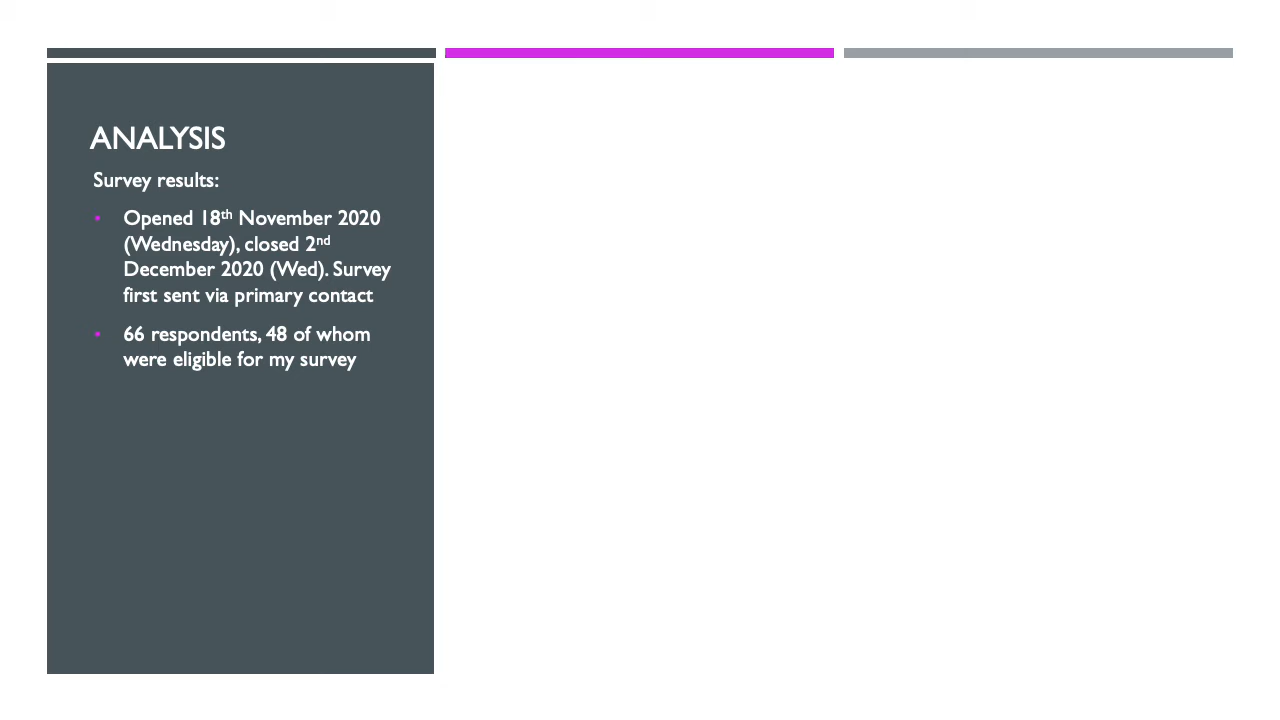 ANALYSIS
Survey results:
• Opened 18th November 2020
(Wednesday), closed 2nd
December 2020 (Wed). Survey
first sent via primary contact
• 66 respondents, 48 of whom
were eligible for my survey